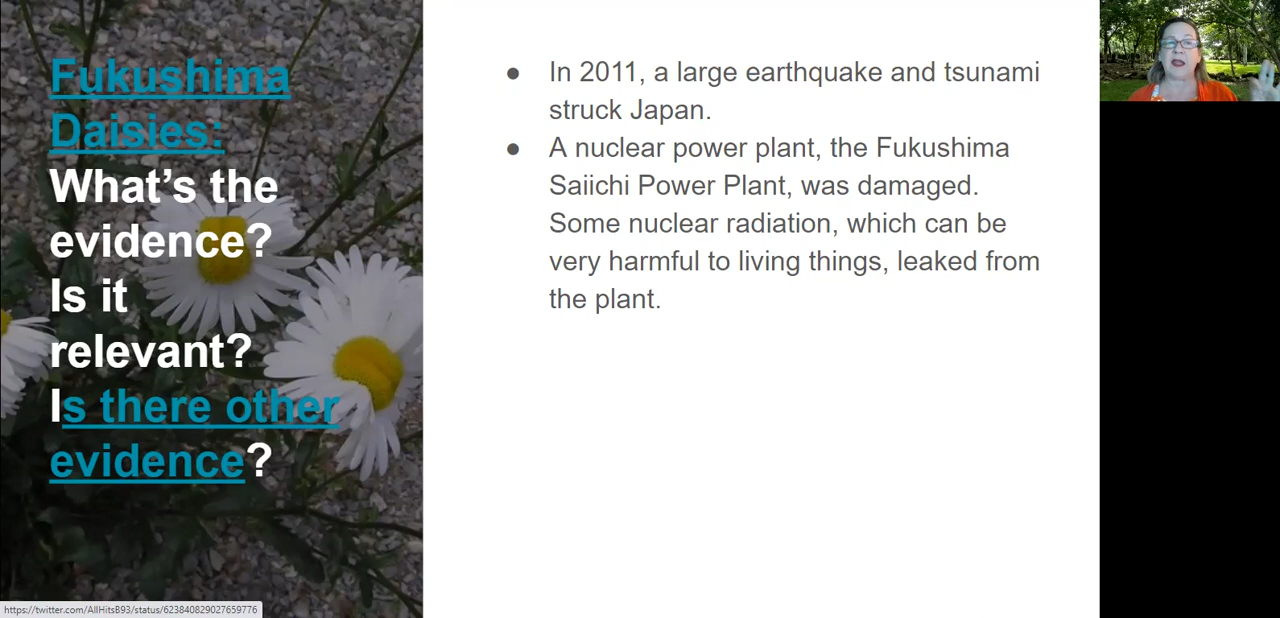 Fukushima
Daisies:
What's the
evidence?
Is it
relevant?
Is there other
evidence?
● In 2011, a large earthquake and tsunami
struck Japan.
● A nuclear power plant, the Fukushima
Saiichi Power Plant, was damaged.
Some nuclear radiation, which can be
very harmful to living things, leaked from
the plant.
https://twitter.com/AllHitsB93/status/623840829027659776